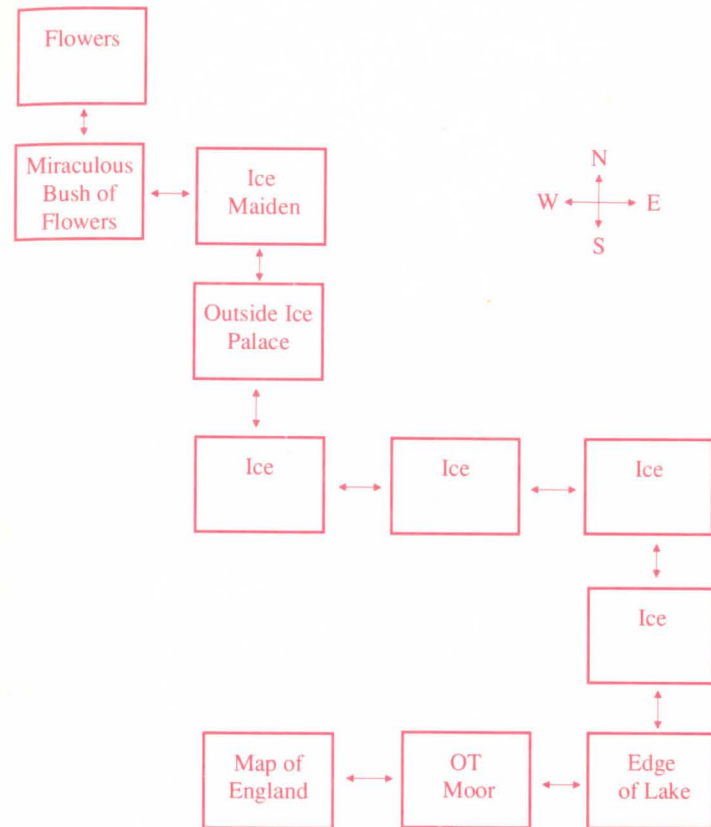 Flowers
Miraculous
Bush of
Flowers
Ice
Maiden
N
W E
S
Outside Ice
Palace
Ice
Ice
Ice
Ice
Map of
England
OT
Moor
Edge
of Lake